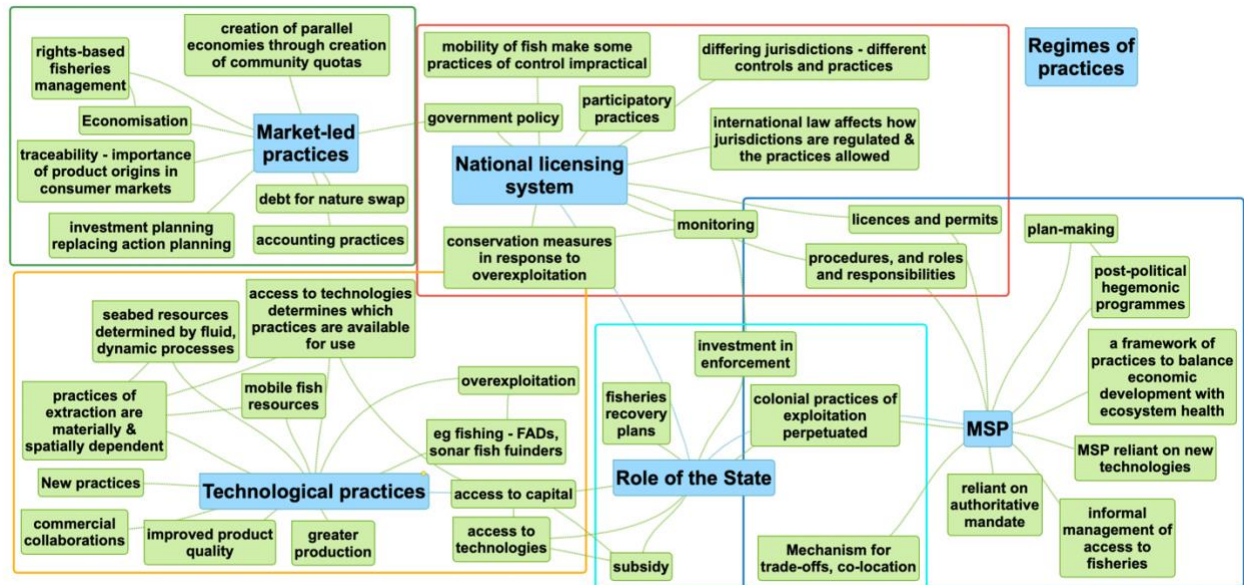 creation of parallel
economies through creation
of community quotas
rights-based
fisheries
management
Economisation
Market-led
practices
traceability - importance
of product origins in
consumer markets
debt for nature swap
investment planning
replacing action planning
accounting practices
mobility of fish make some
practices of control impractical
differing jurisdictions - different
controls and practices
Regimes of
practices
participatory
practices
government policy
international law affects how
jurisdictions are regulated &
the practices allowed
National licensing
system
monitoring
licences and permits
conservation measures
in response to
overexploitation
procedures, and roles
and responsibilities
plan-making
post-political
hegemonic
programmes
access to technologies
determines which
practices are available
for use
seabed resources
determined by fluid,
dynamic processes
practices of
extraction are
materially &
spatially dependent
mobile fish
resources
overexploitation
eg fishing - FADs,
sonar fish fuinders
New practices
Technological practices
access to capital
commercial
collaborations
improved product
quality
greater
production
access to
technologies
subsidy
investment in
enforcement
fisheries
recovery
plans
colonial practices of
exploitation
perpetuated
Role of the State
a framework of
practices to balance
economic
development with
ecosystem health
MSP
MSP reliant on new
technologies
reliant on
authoritative
mandate
informal
management of
access to
fisheries
Mechanism for
trade-offs, co-location